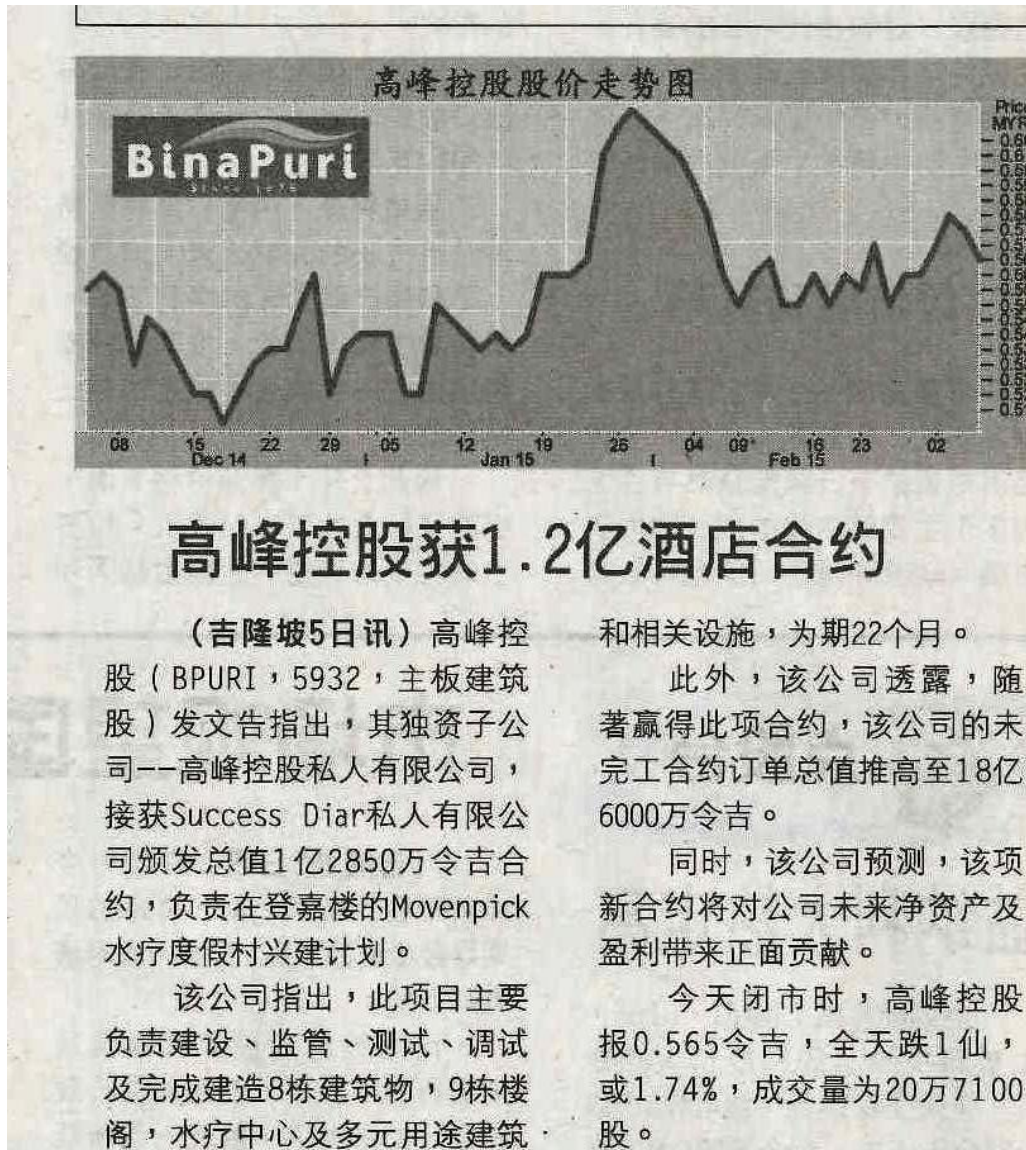 高峰控股股价走势图
BinaPuri
08 15 22 29 05 12 19 26 04 09 16 23 02
Dec 14 Jan 15 Feb 15
高峰控股获1.2亿酒店合约
（吉隆坡5日讯）高峰控
股（BPURI，5932，主板建筑
股）发文告指出，其独资子公
司——高峰控股私人有限公司，
接获Success Diar私人有限公
司颁发总值1亿2850万令吉合
约，负责在登嘉楼的Movenpick
水疗度假村兴建计划。
该公司指出，此项目主要
负责建设、监管、测试、调试
及完成建造8栋建筑物，9栋楼
阁，水疗中心及多元用途建筑
和相关设施，为期22个月。
此外，该公司透露，随
著赢得此项合约，该公司的未
完工合约订单总值推高至18亿
6000万令吉。
同时，该公司预测，该项
新合约将对公司未来净资产及
盈利带来正面贡献。
今天闭市时，高峰控股
报0.565令吉，全天跌1仙，
或1.74%，成交量为20万7100
股。